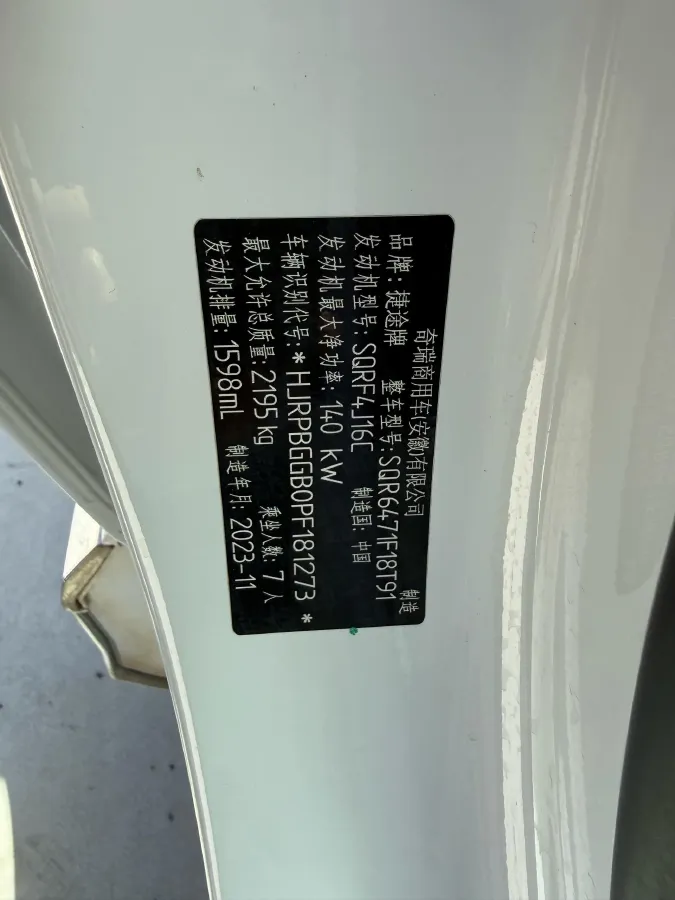 奇瑞商用车(安徽)有限公司 制造
品牌：捷途牌 整车型号：SQR6471F18T91
发动机型号：SQRF4J16C 制造国：中国
发动机最大净功率：140 kW
车辆识别代号：*HJRPBGGB0PF181273*
最大允许总质量：2195 kg 乘坐人数：7 人
发动机排量：1598mL 制造年月：2023-11